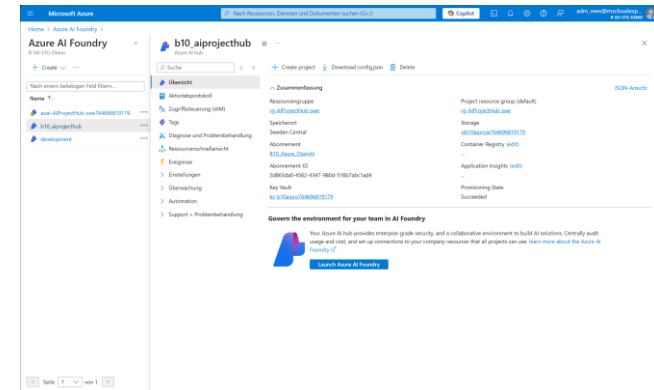 Microsoft Azure
Nach Ressourcen, Diensten und Dokumenten suchen (G+/)
Copilot
Home > Azure AI Foundry >
Azure AI Foundry
B-SH-STG-Demo
+ Create
Nach einem beliebigen Feld filtern...
Name ↑
b10_aiprojecthub
development
Seite 1 von 1
b10_aiprojecthub
Azure AI hub
Suche
Übersicht
Aktivitätsprotokoll
Zugriffssteuerung (IAM)
Tags
Diagnose und Problembehandlung
Ressourcenschnellansicht
Ereignisse
Einstellungen
Überwachung
Automation
Support + Problembehandlung
+ Create project
Download config.json
Delete
Zusammenfassung
JSON-Ansicht
Ressourcengruppe
rg-AIProjectHub-swe
Speicherort
Sweden Central
Abonnement
B10_Azure_OpenAI
Abonnement-ID
Key Vault
Project resource group (default)
rg-AIProjectHub-swe
Storage
Container Registry (edit)
...
Application Insights (edit)
...
Provisioning State
Succeeded
Govern the environment for your team in AI Foundry
Your Azure AI hub provides enterprise-grade security, and a collaborative environment to build AI solutions. Centrally audit
usage and cost, and set up connections to your company resources that all projects can use. learn more about the Azure AI
Foundry
Launch Azure AI Foundry